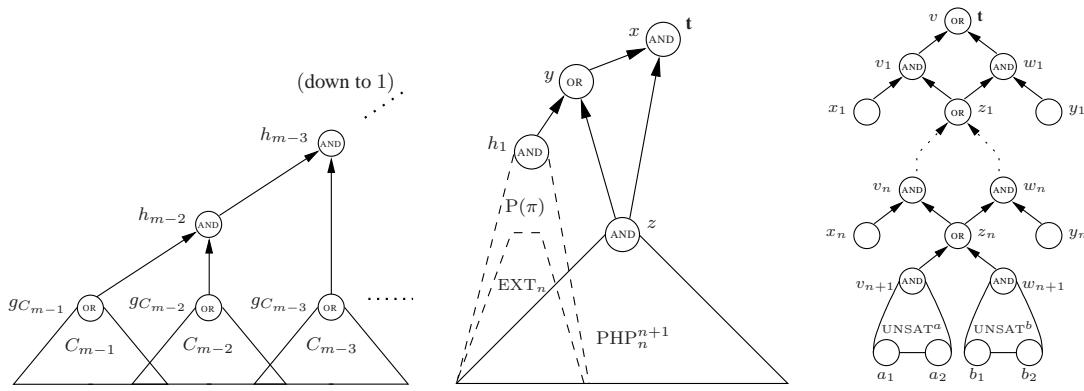 (down to 1)
h_{m−3} AND
h_{m−2} AND
g_{C_{m−1}} OR g_{C_{m−2}} OR g_{C_{m−3}} OR
C_{m−1} C_{m−2} C_{m−3}
x AND t
y OR
h_1 AND
P(π)
AND z
EXT_n
PHP_n^{n+1}
v OR t
v_1 AND AND w_1
x_1 OR z_1 y_1
v_n AND AND w_n
x_n OR z_n y_n
v_{n+1} AND AND w_{n+1}
UNSAT^a UNSAT^b
a_1 a_2 b_1 b_2